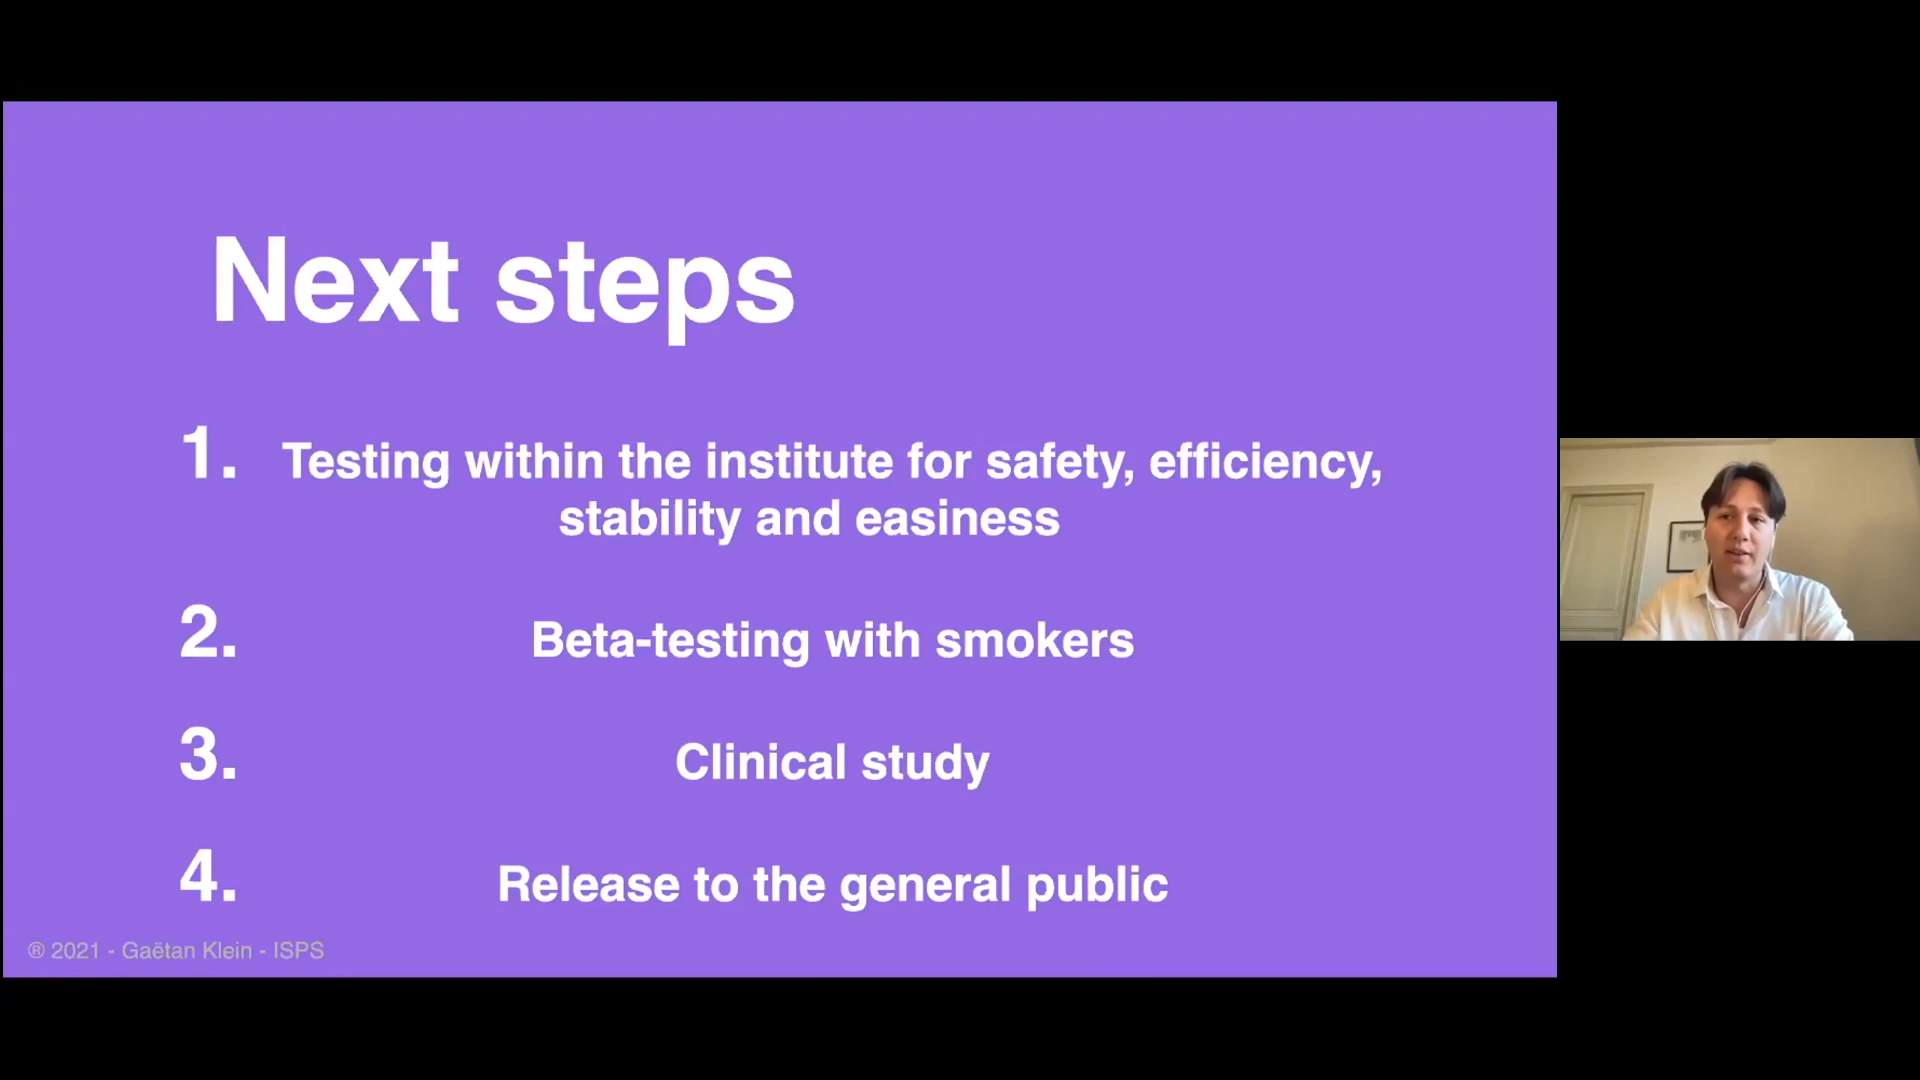 Next steps
1. Testing within the institute for safety, efficiency,
stability and easiness
2. Beta-testing with smokers
3. Clinical study
4. Release to the general public
® 2021 - Gaëtan Klein - ISPS